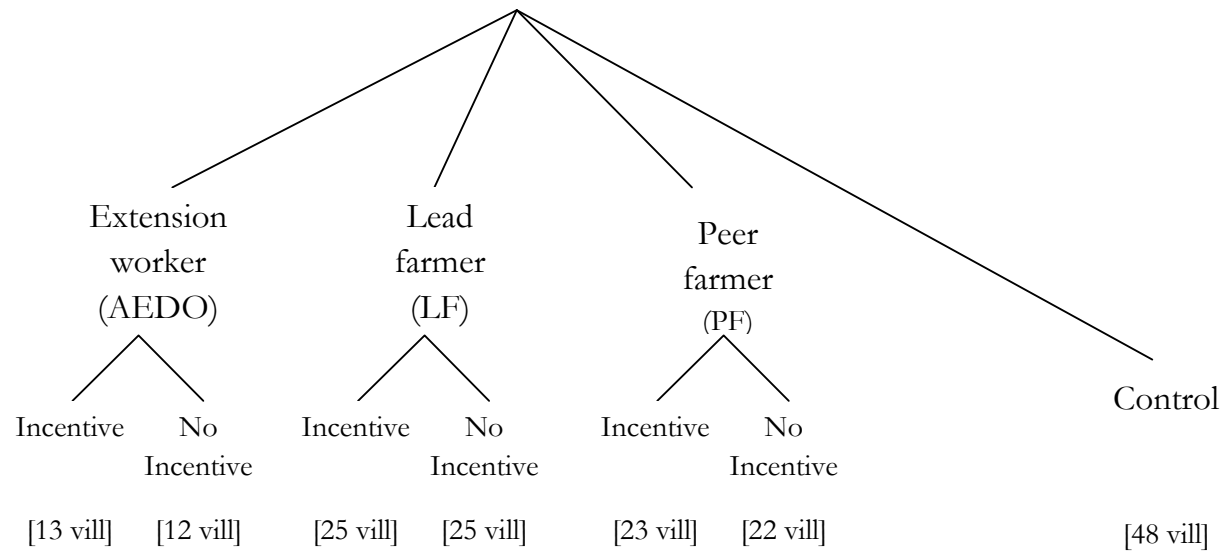 Extension
worker
(AEDO)
Lead
farmer
(LF)
Peer
farmer
(PF)
Control
Incentive
No
Incentive
Incentive
No
Incentive
Incentive
No
Incentive
[13 vill]
[12 vill]
[25 vill]
[25 vill]
[23 vill]
[22 vill]
[48 vill]